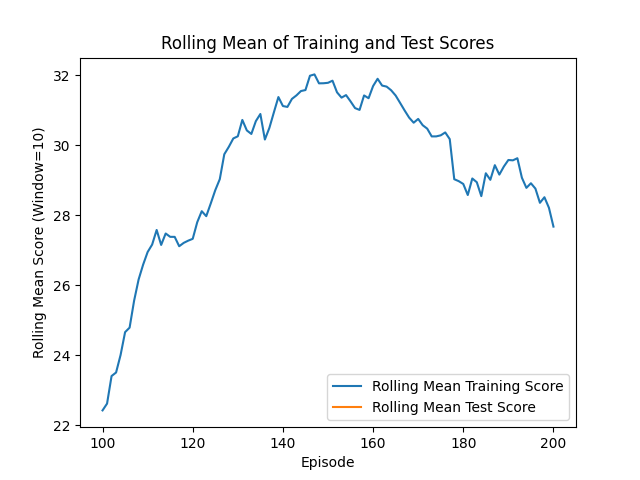 Rolling Mean of Training and Test Scores
Rolling Mean Score (Window=10)
32
30
28
26
24
22
Rolling Mean Training Score
Rolling Mean Test Score
100 120 140 160 180 200
Episode